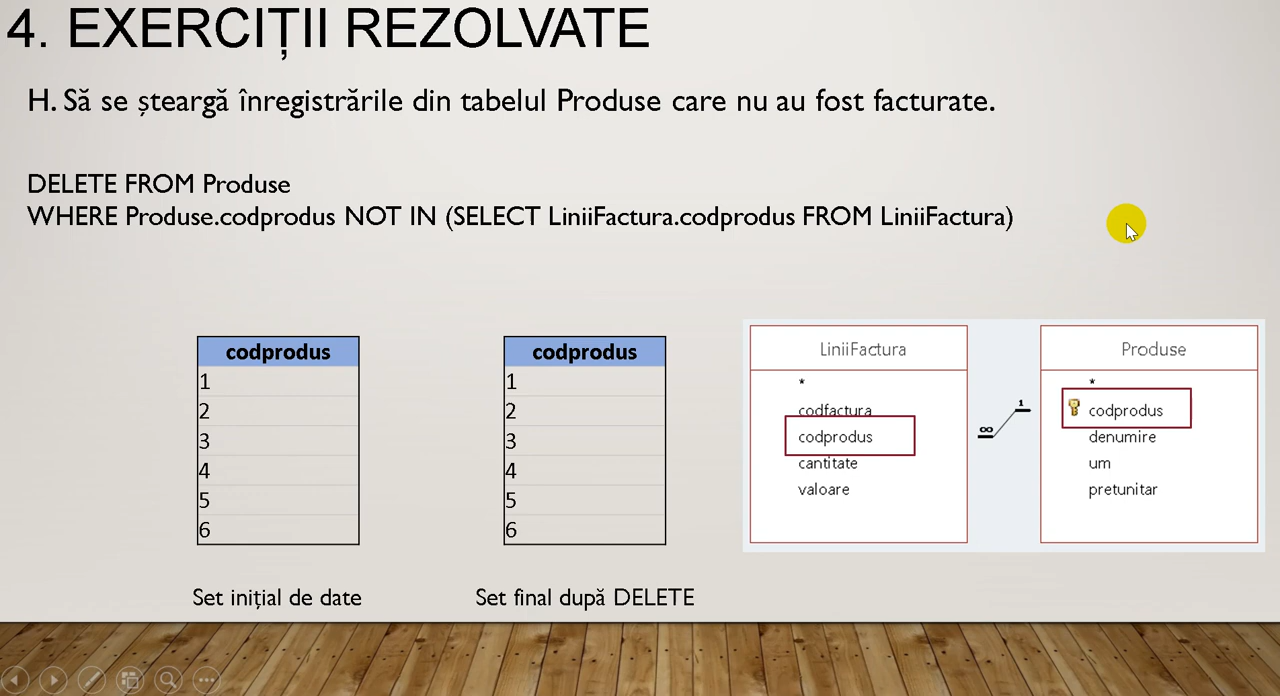 4. EXERCIȚII REZOLVATE
H. Să se șteargă înregistrările din tabelul Produse care nu au fost facturate.
DELETE FROM Produse
WHERE Produse.codprodus NOT IN (SELECT LiniiFactura.codprodus FROM LiniiFactura)
codprodus
1
2
3
4
5
6
Set inițial de date
codprodus
1
2
3
4
5
6
Set final după DELETE
LiniiFactura
*
codfactura
codprodus
cantitate
valoare
∞
1
Produse
*
codprodus
denumire
um
pretunitar